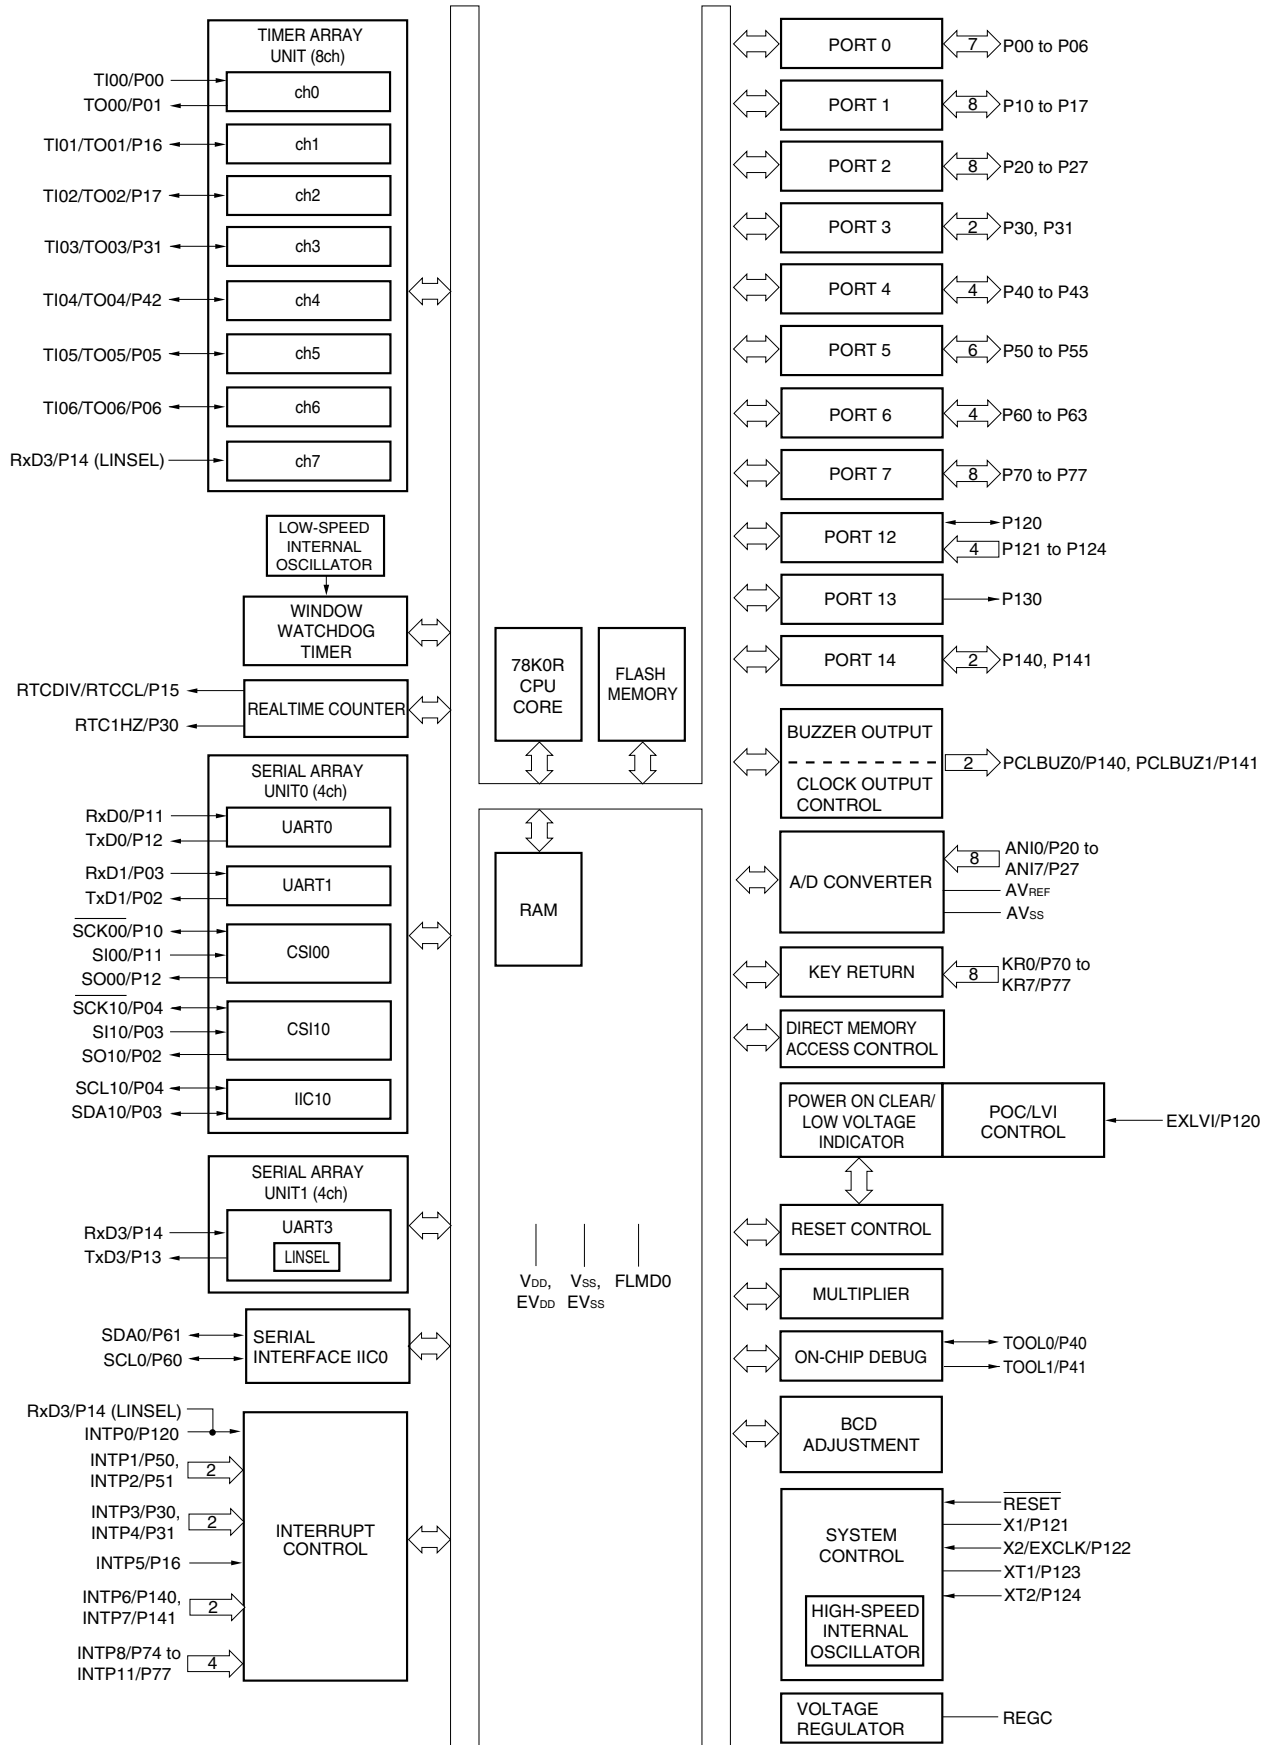 TIMER ARRAY
UNIT (8ch)
TI00/P00
TO00/P01
ch0
TI01/TO01/P16
ch1
TI02/TO02/P17
ch2
TI03/TO03/P31
ch3
TI04/TO04/P42
ch4
TI05/TO05/P05
ch5
TI06/TO06/P06
ch6
RxD3/P14 (LINSEL)
ch7
LOW-SPEED
INTERNAL
OSCILLATOR
WINDOW
WATCHDOG
TIMER
RTCDIV/RTCCL/P15
RTC1HZ/P30
REALTIME COUNTER
SERIAL ARRAY
UNIT0 (4ch)
RxD0/P11
TxD0/P12
UART0
RxD1/P03
TxD1/P02
UART1
SCK00/P10
SI00/P11
SO00/P12
CSI00
SCK10/P04
SI10/P03
SO10/P02
CSI10
SCL10/P04
SDA10/P03
IIC10
SERIAL ARRAY
UNIT1 (4ch)
RxD3/P14
TxD3/P13
UART3
LINSEL
SDA0/P61
SCL0/P60
SERIAL
INTERFACE IIC0
RxD3/P14 (LINSEL)
INTP0/P120
INTP1/P50,
INTP2/P51
2
INTP3/P30,
INTP4/P31
2
INTP5/P16
INTP6/P140,
INTP7/P141
2
INTP8/P74 to
INTP11/P77
4
INTERRUPT
CONTROL
78K0R
CPU
CORE
FLASH
MEMORY
RAM
VDD,
EVDD
VSS,
EVSS
FLMD0
PORT 0
7
P00 to P06
PORT 1
8
P10 to P17
PORT 2
8
P20 to P27
PORT 3
2
P30, P31
PORT 4
4
P40 to P43
PORT 5
6
P50 to P55
PORT 6
4
P60 to P63
PORT 7
8
P70 to P77
PORT 12
P120
4
P121 to P124
PORT 13
P130
PORT 14
2
P140, P141
BUZZER OUTPUT
CLOCK OUTPUT
CONTROL
2
PCLBUZ0/P140, PCLBUZ1/P141
A/D CONVERTER
8
ANI0/P20 to
ANI7/P27
AVREF
AVSS
KEY RETURN
8
KR0/P70 to
KR7/P77
DIRECT MEMORY
ACCESS CONTROL
POWER ON CLEAR/
LOW VOLTAGE
INDICATOR
POC/LVI
CONTROL
EXLVI/P120
RESET CONTROL
MULTIPLIER
ON-CHIP DEBUG
TOOL0/P40
TOOL1/P41
BCD
ADJUSTMENT
SYSTEM
CONTROL
RESET
X1/P121
X2/EXCLK/P122
XT1/P123
XT2/P124
HIGH-SPEED
INTERNAL
OSCILLATOR
VOLTAGE
REGULATOR
REGC